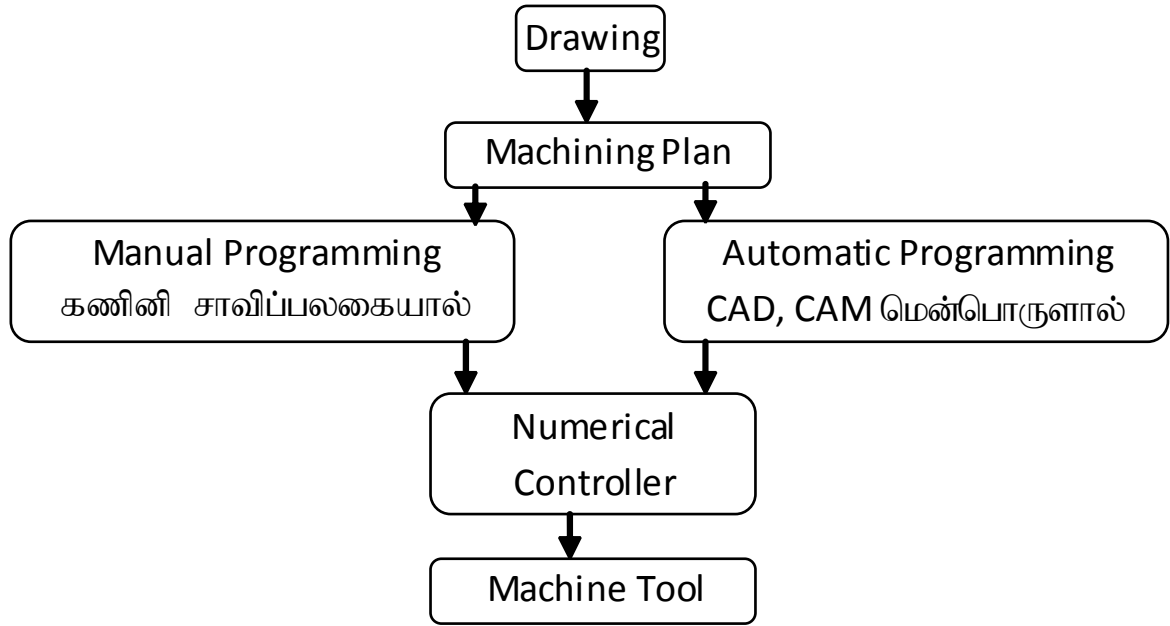 Drawing
Machining Plan
Manual Programming
கணினி சாவிப்பலகையால்
Automatic Programming
CAD, CAM மென்பொருளால்
Numerical
Controller
Machine Tool